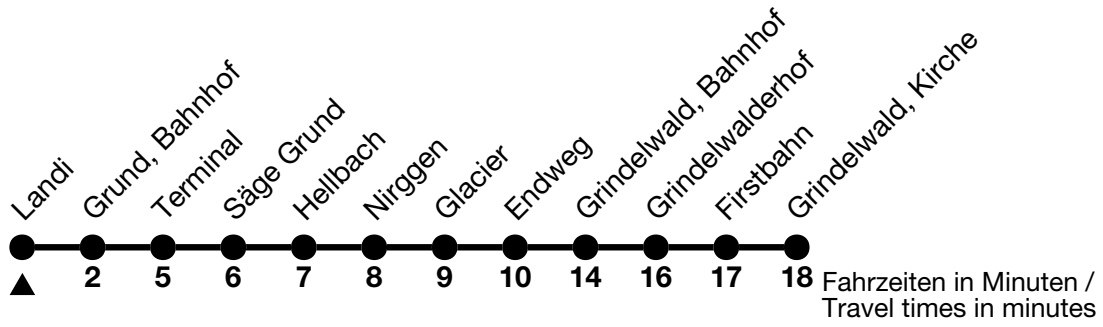 Landi
Grund, Bahnhof
Terminal
Säge Grund
Hellbach
Nirggen
Glacier
Endweg
Grindelwald, Bahnhof
Grindelwalderhof
Firstbahn
Grindelwald, Kirche
2 5 6 7 8 9 10 14 16 17 18
Fahrzeiten in Minuten /
Travel times in minutes